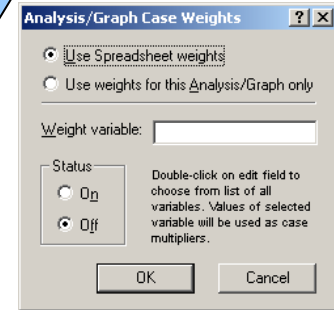 Analysis/Graph Case Weights
Use Spreadsheet weights
Use weights for this Analysis/Graph only
Weight variable:
Status
On
Off
Double-click on edit field to
choose from list of all
variables. Values of selected
variable will be used as case
multipliers.
OK
Cancel